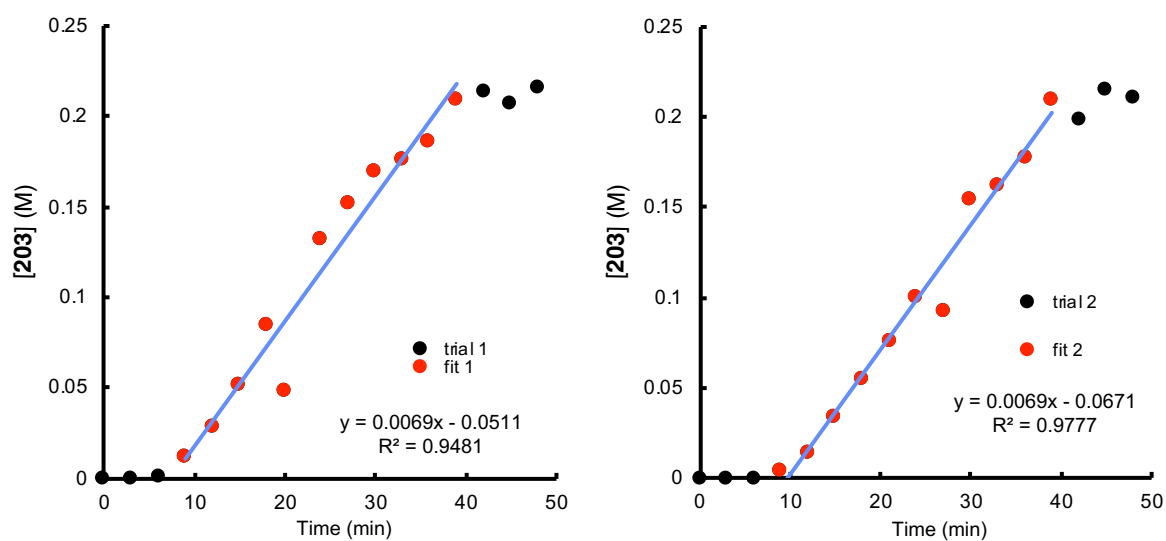 0.25
0.2
0.15
0.1
0.05
0
[203] (M)
0 10 20 30 40 50
Time (min)
trial 1
fit 1
y = 0.0069x - 0.0511
R² = 0.9481
0.25
0.2
0.15
0.1
0.05
0
[203] (M)
0 10 20 30 40 50
Time (min)
trial 2
fit 2
y = 0.0069x - 0.0671
R² = 0.9777